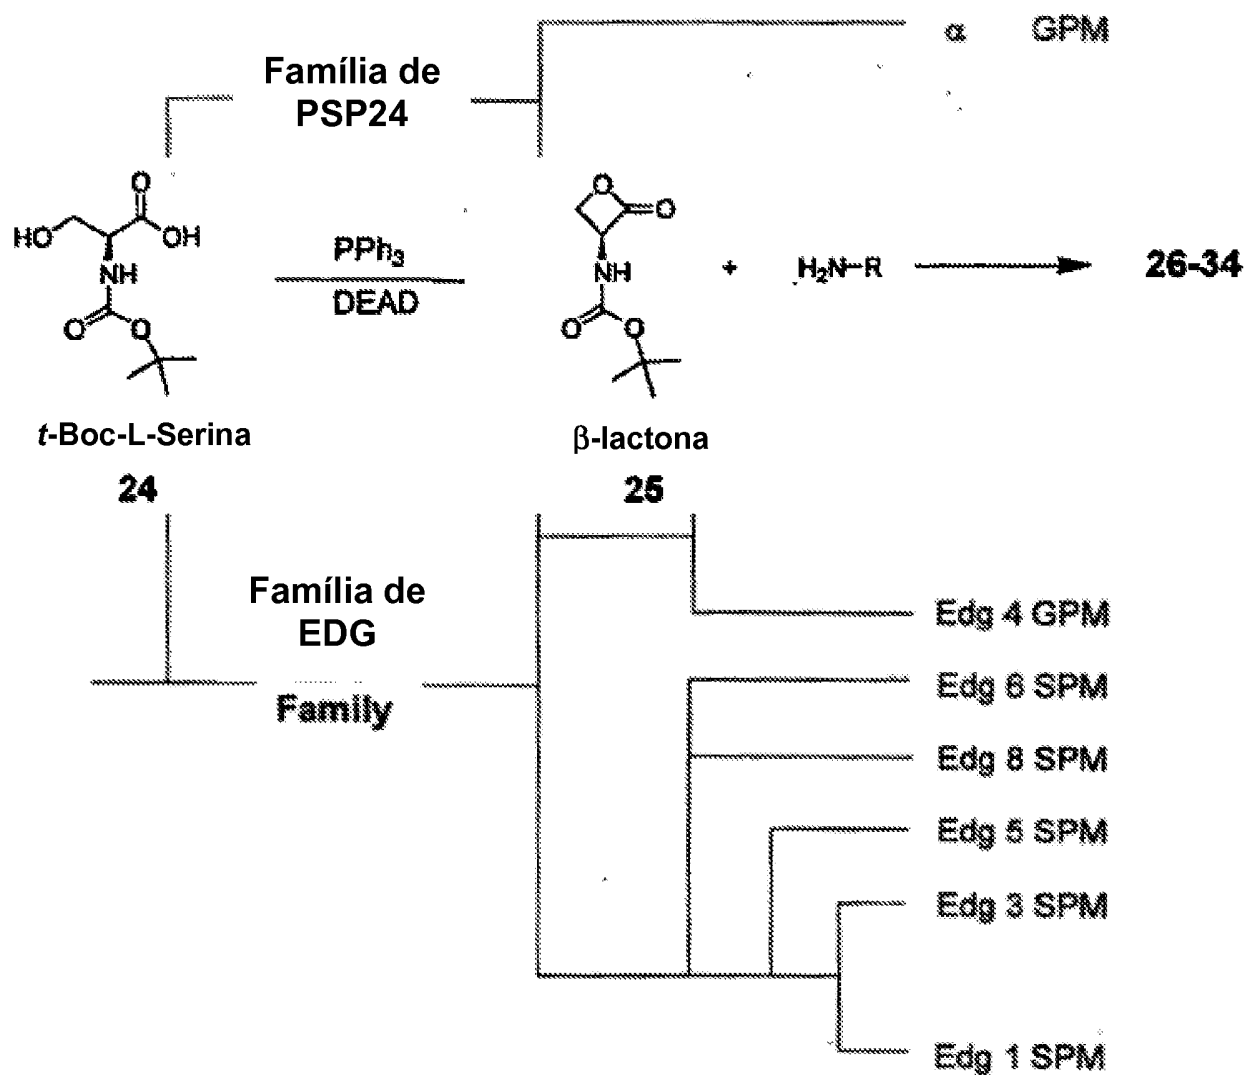 α GPM
Família de
PSP24
O
HO
OH
NH
O
O
PPh3
DEAD
O
O
NH
O
O
+ H2N-R
26-34
t-Boc-L-Serina
β-lactona
24
25
Família de
EDG
Family
Edg 4 GPM
Edg 6 SPM
Edg 8 SPM
Edg 5 SPM
Edg 3 SPM
Edg 1 SPM